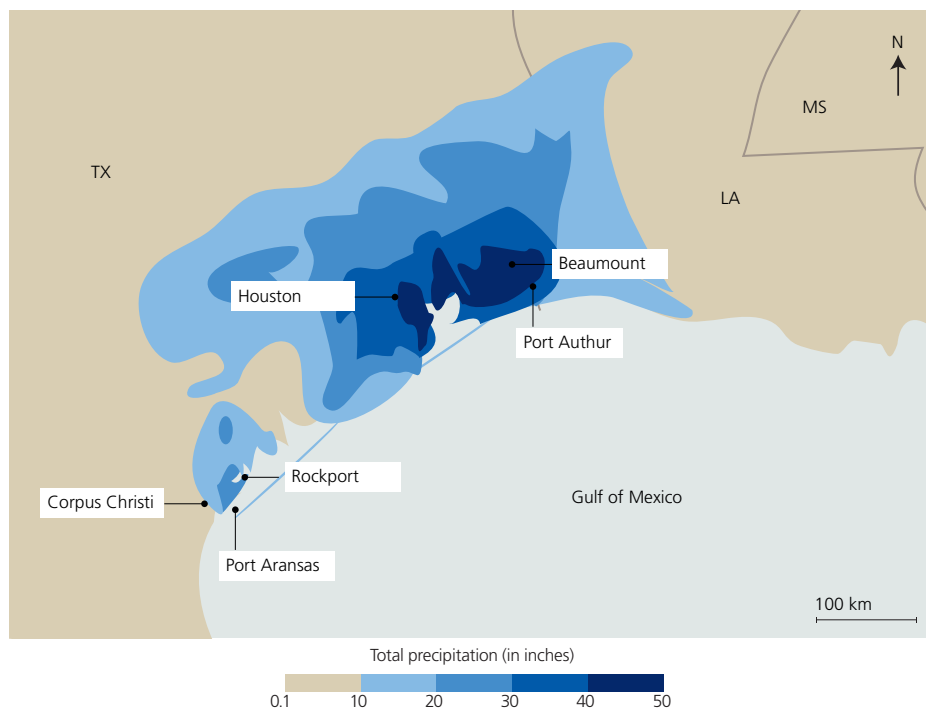 N
MS
TX
LA
Beaumount
Houston
Port Authur
Rockport
Corpus Christi
Gulf of Mexico
Port Aransas
100 km
Total precipitation (in inches)
0.1 10 20 30 40 50